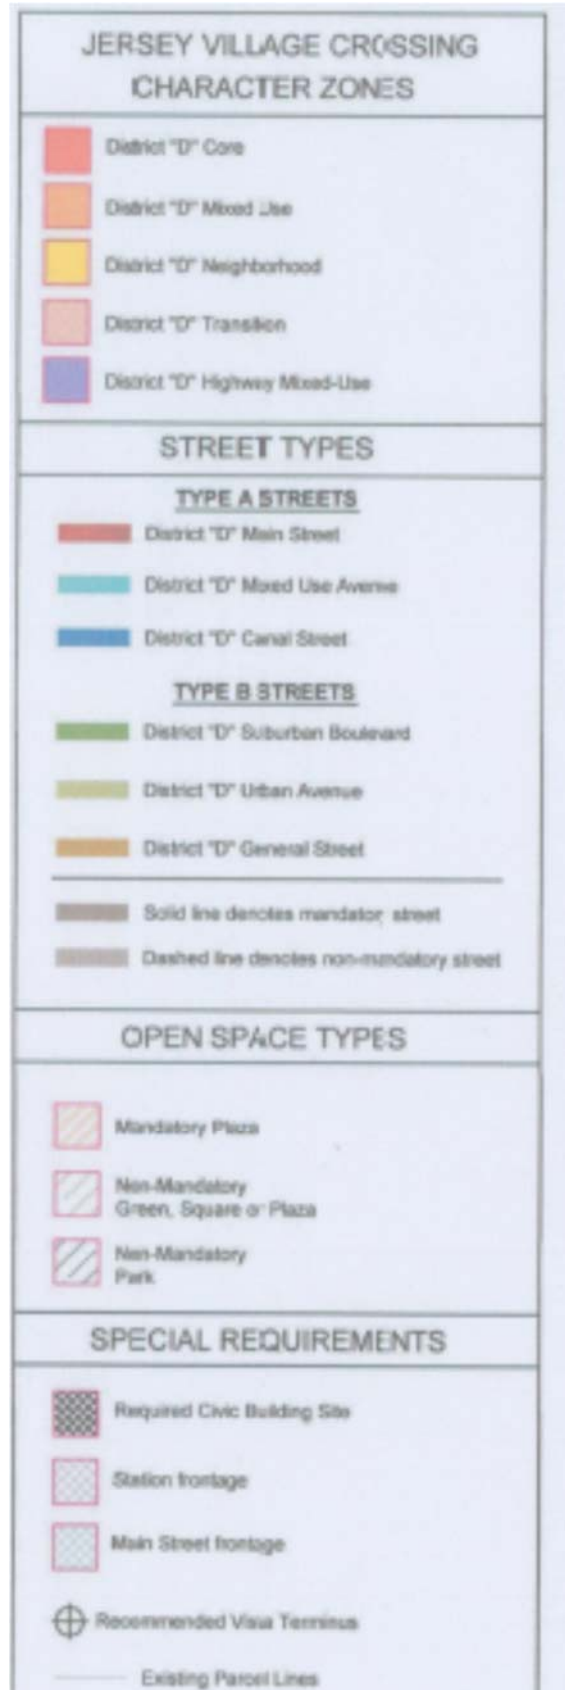 JERSEY VILLAGE CROSSING
CHARACTER ZONES
District "D" Core
District "D" Mixed Use
District "D" Neighborhood
District "D" Transition
District "D" Highway Mixed-Use
STREET TYPES
TYPE A STREETS
District "D" Main Street
District "D" Mixed Use Avenue
District "D" Canal Street
TYPE B STREETS
District "D" Suburban Boulevard
District "D" Urban Avenue
District "D" General Street
Solid line denotes mandatory street
Dashed line denotes non-mandatory street
OPEN SPACE TYPES
Mandatory Plaza
Non-Mandatory
Green, Square or Plaza
Non-Mandatory
Park
SPECIAL REQUIREMENTS
Required Civic Building Site
Station frontage
Main Street frontage
Recommended Visual Terminus
Existing Parcel Lines